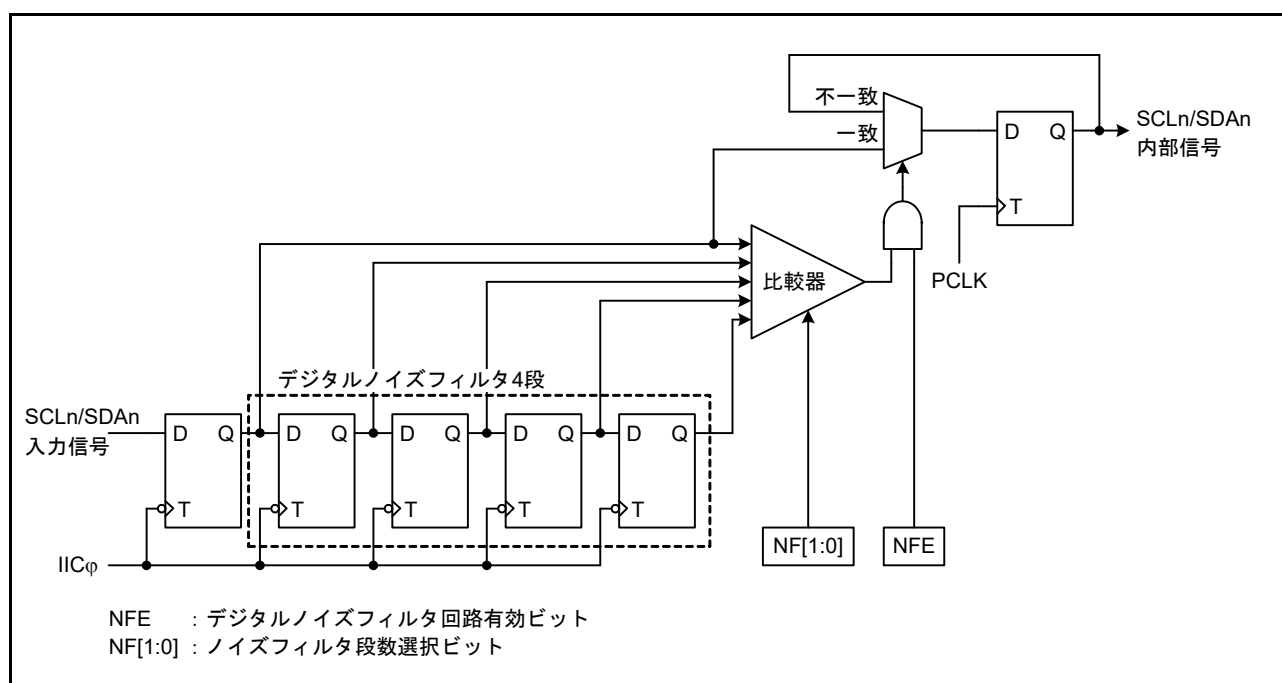 不一致
一致
D Q
T
SCLn/SDAn
内部信号
PCLK
比較器
デジタルノイズフィルタ4段
SCLn/SDAn
入力信号
D Q
T
D Q
T
D Q
T
D Q
T
D Q
T
IICφ
NF[1:0]
NFE
NFE : デジタルノイズフィルタ回路有効ビット
NF[1:0] : ノイズフィルタ段数選択ビット